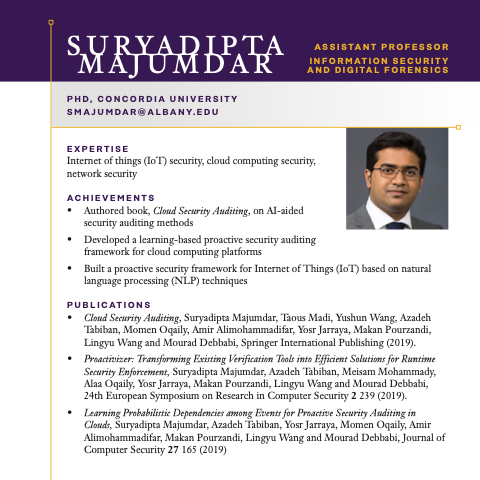 SURYADIPTA
MAJUMDAR
ASSISTANT PROFESSOR
INFORMATION SECURITY
AND DIGITAL FORENSICS
PHD, CONCORDIA UNIVERSITY
SMAJUMDAR@ALBANY.EDU
EXPERTISE
Internet of things (IoT) security, cloud computing security,
network security
ACHIEVEMENTS
• Authored book, Cloud Security Auditing, on AI-aided
security auditing methods
• Developed a learning-based proactive security auditing
framework for cloud computing platforms
• Built a proactive security framework for Internet of Things (IoT) based on natural
language processing (NLP) techniques
PUBLICATIONS
• Cloud Security Auditing, Suryadipta Majumdar, Taous Madi, Yushun Wang, Azadeh
Tabiban, Momen Oqaily, Amir Alimohammadifar, Yosr Jarraya, Makan Pourzandi,
Lingyu Wang and Mourad Debbabi, Springer International Publishing (2019).
• Proactivizer: Transforming Existing Verification Tools into Efficient Solutions for Runtime
Security Enforcement, Suryadipta Majumdar, Azadeh Tabiban, Meisam Mohammady,
Alaa Oqaily, Yosr Jarraya, Makan Pourzandi, Lingyu Wang and Mourad Debbabi,
24th European Symposium on Research in Computer Security 2 239 (2019).
• Learning Probabilistic Dependencies among Events for Proactive Security Auditing in
Clouds, Suryadipta Majumdar, Azadeh Tabiban, Yosr Jarraya, Momen Oqaily, Amir
Alimohammadifar, Makan Pourzandi, Lingyu Wang and Mourad Debbabi, Journal of
Computer Security 27 165 (2019)